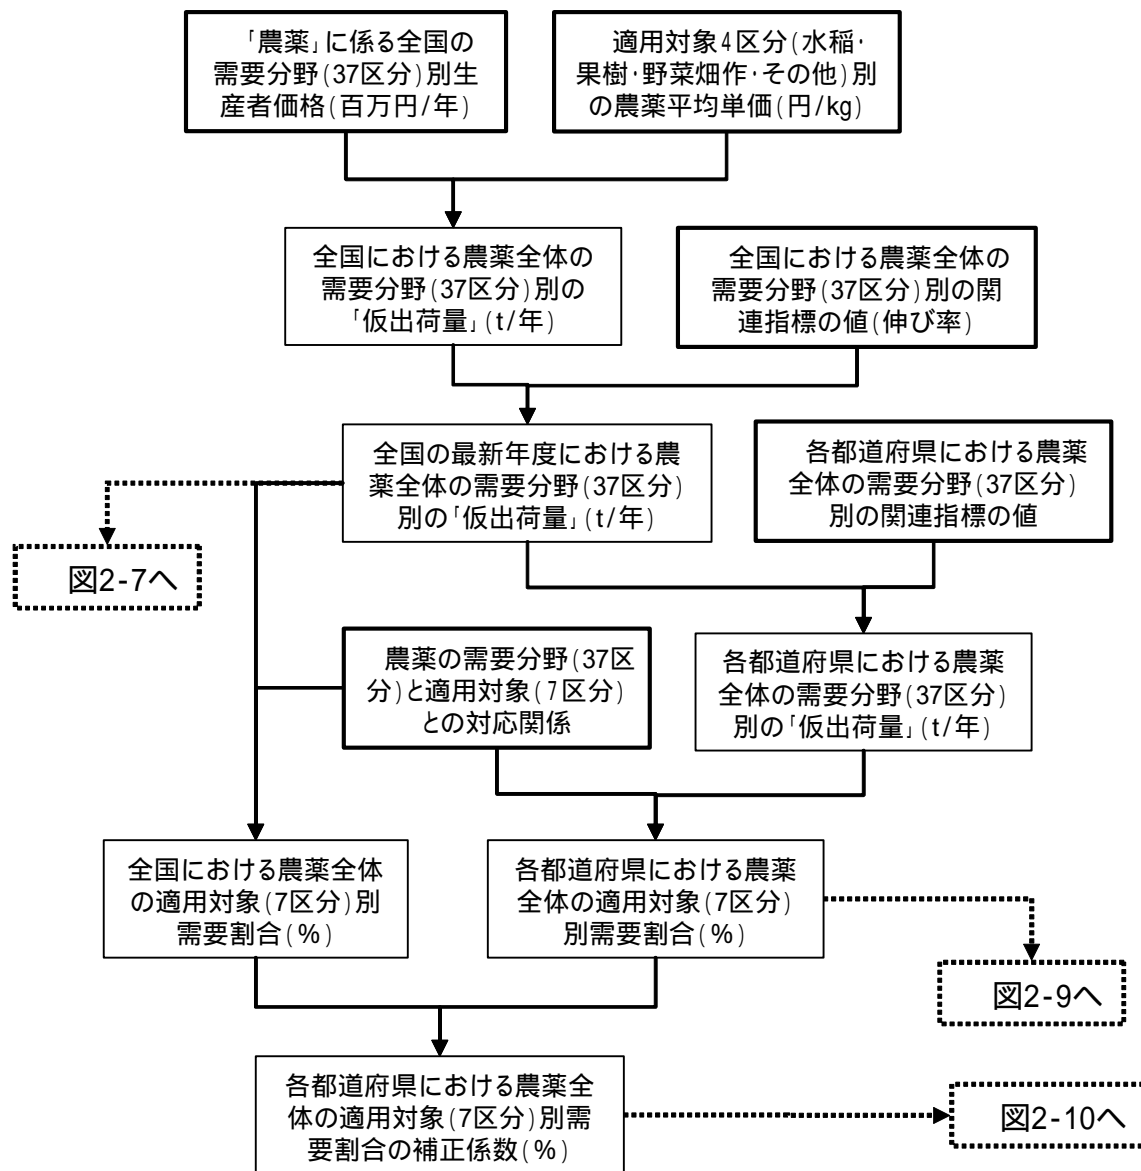 「農薬」に係る全国の
需要分野(37区分)別生
産者価格(百万円/年)
適用対象4区分(水稲・
果樹・野菜畑作・その他)別
の農薬平均単価(円/kg)
全国における農薬全体の
需要分野(37区分)別の
「仮出荷量」(t/年)
全国における農薬全体の
需要分野(37区分)別の関
連指標の値(伸び率)
全国の最新年度における農
薬全体の需要分野(37区分)
別の「仮出荷量」(t/年)
各都道府県における農薬
全体の需要分野(37区分)
別の関連指標の値
図2-7へ
農薬の需要分野(37区
分)と適用対象(7区分)
との対応関係
各都道府県における農薬
全体の需要分野(37区分)
別の「仮出荷量」(t/年)
全国における農薬全体
の適用対象(7区分)別
需要割合(%)
各都道府県における農薬
全体の適用対象(7区分)
別需要割合(%)
図2-9へ
各都道府県における農薬全
体の適用対象(7区分)別需
要割合の補正係数(%)
図2-10へ